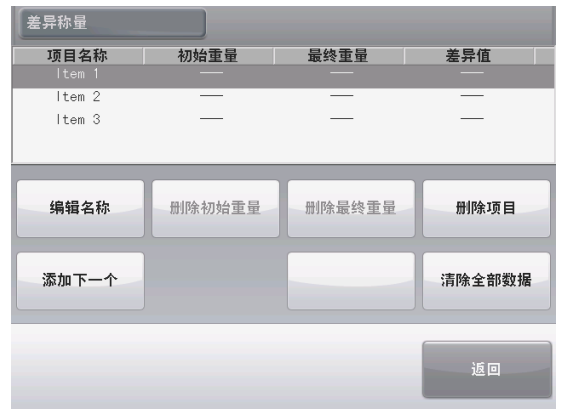 差异称量
项目名称 初始重量 最终重量 差异值
Item 1 — — —
Item 2 — — —
Item 3 — — —
编辑名称 删除初始重量 删除最终重量 删除项目
添加下一个 清除全部数据
返回